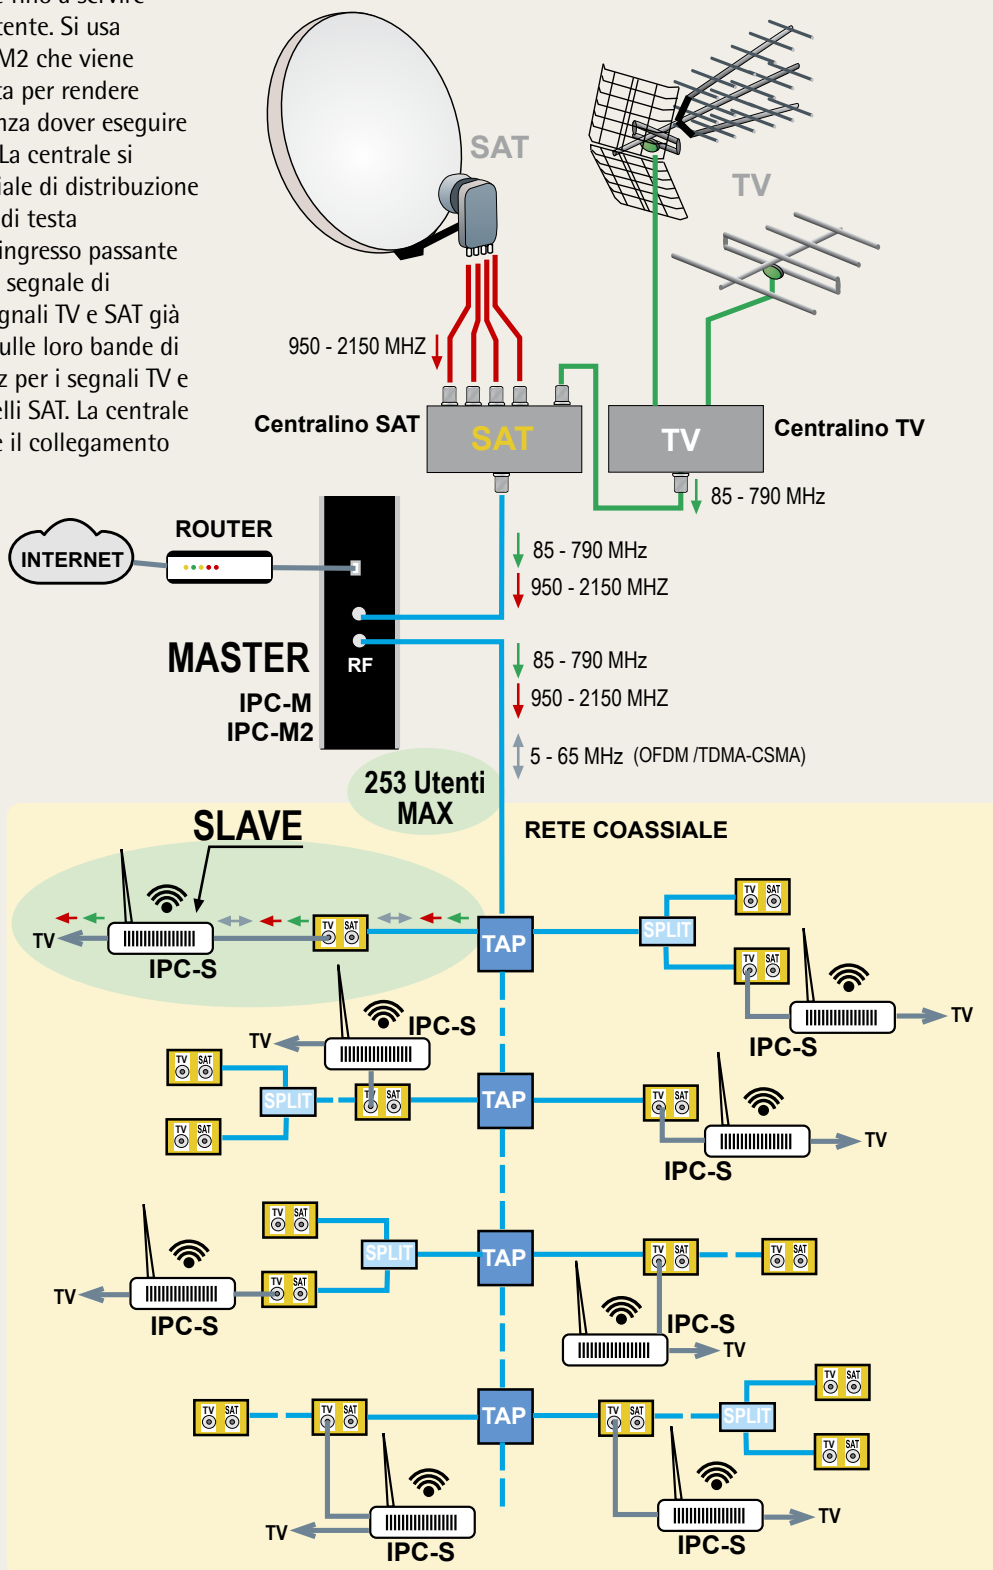 tente. Si usa
M2 che viene
ta per rendere
nza dover eseguire
La centrale si
iale di distribuzione
di testa
ingresso passante
segnale di
gnali TV e SAT già
ulle loro bande di
z per i segnali TV e
elli SAT. La centrale
e il collegamento
SAT
TV
950 - 2150 MHZ
Centralino SAT
SAT
TV
Centralino TV
85 - 790 MHz
INTERNET
ROUTER
85 - 790 MHz
950 - 2150 MHZ
MASTER
RF
IPC-M
IPC-M2
85 - 790 MHz
950 - 2150 MHZ
5 - 65 MHz (OFDM /TDMA-CSMA)
253 Utenti
MAX
RETE COASSIALE
SLAVE
TV
IPC-S
TV SAT
TAP
SPLIT
TV SAT
TV SAT
IPC-S
TV
TV
IPC-S
TV SAT
TV SAT
SPLIT
TV SAT
TAP
TV SAT
IPC-S
TV
TV SAT
TV SAT
SPLIT
TV
IPC-S
TAP
TV SAT
TV SAT
IPC-S
TV
TV SAT
TV SAT
TAP
TV SAT
SPLIT
TV SAT
TV SAT
TV
IPC-S
IPC-S
TV